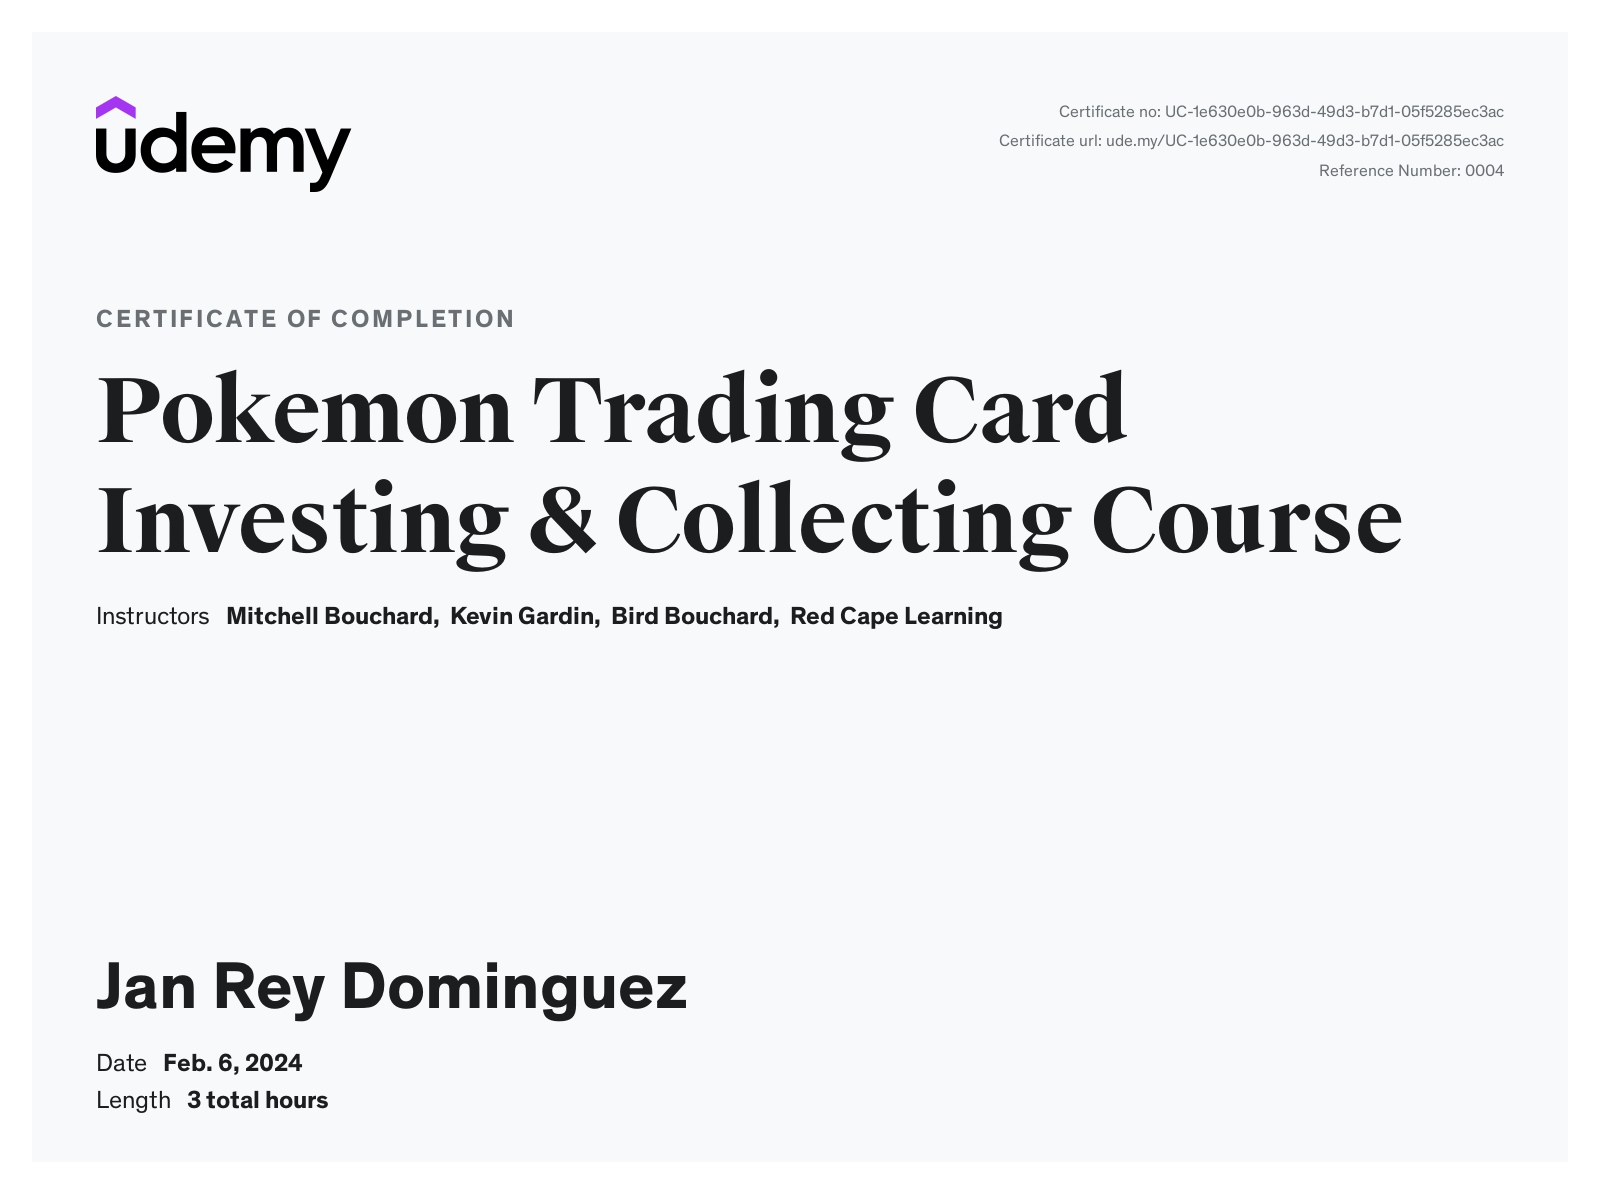 udemy
Certificate no: UC-1e630e0b-963d-49d3-b7d1-05f5285ec3ac
Certificate url: ude.my/UC-1e630e0b-963d-49d3-b7d1-05f5285ec3ac
Reference Number: 0004
CERTIFICATE OF COMPLETION
Pokemon Trading Card
Investing & Collecting Course
Instructors Mitchell Bouchard, Kevin Gardin, Bird Bouchard, Red Cape Learning
Jan Rey Dominguez
Date Feb. 6, 2024
Length 3 total hours